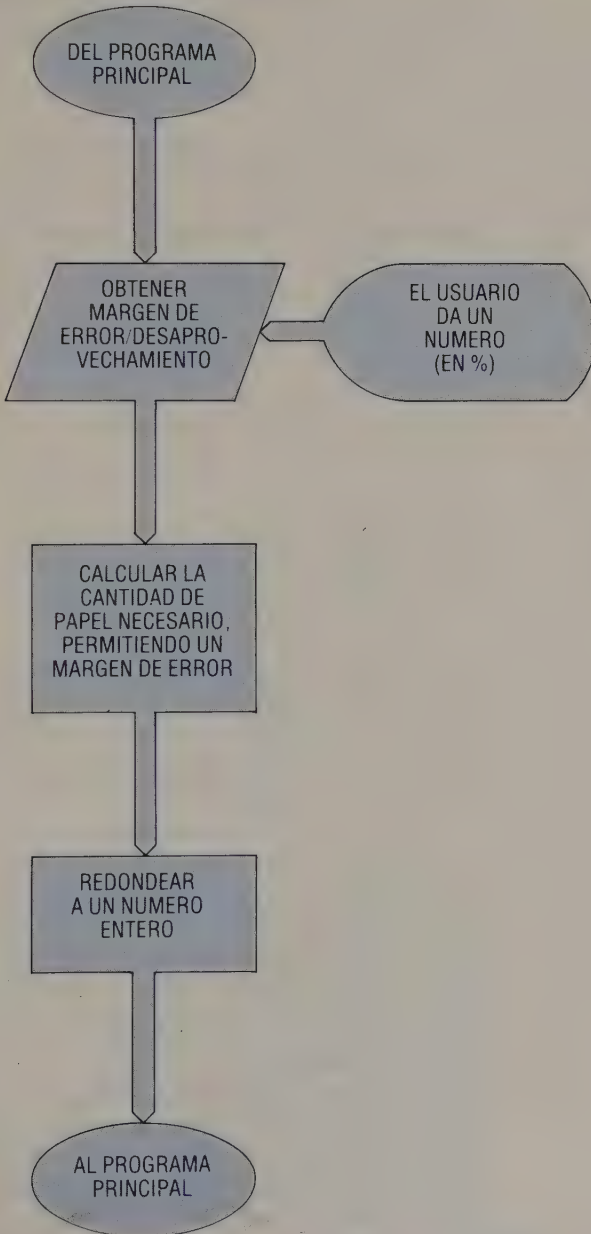 DEL PROGRAMA
PRINCIPAL
OBTENER
MARGEN DE
ERROR/DESAPRO-
VECHAMIENTO
EL USUARIO
DA UN
NUMERO
(EN %)
CALCULAR LA
CANTIDAD DE
PAPEL NECESARIO,
PERMITIENDO UN
MARGEN DE ERROR
REDONDEAR
A UN NUMERO
ENTERO
AL PROGRAMA
PRINCIPAL